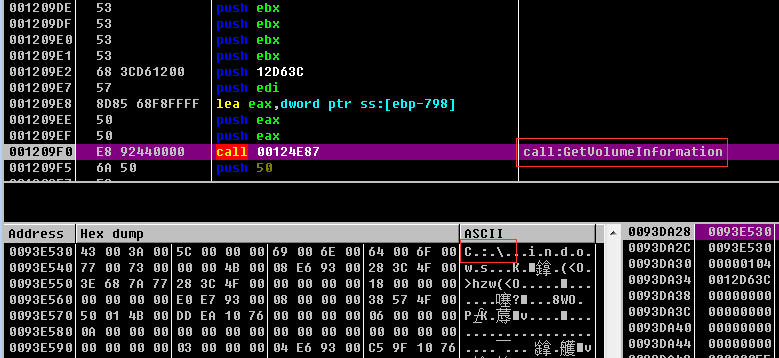 001209DE 53 push ebx
001209DF 53 push ebx
001209E0 53 push ebx
001209E1 53 push ebx
001209E2 68 3CD61200 push 12D63C
001209E7 57 push edi
001209E8 8D85 68F8FFFF lea eax,dword ptr ss:[ebp-798]
001209EE 50 push eax
001209EF 50 push eax
001209F0 E8 92440000 call 00124E87 call:GetVolumeInformation
001209F5 6A 50 push 50
Address Hex dump ASCII
0093E530 43 00 3A 00 5C 00 00 00 69 00 6E 00 64 00 6F 00 C.:.\...i.n.d.o.
0093E540 77 00 73 00 00 00 4B 00 08 E6 93 00 28 3C 4F 00 w.s...K.
0093E550 3E 68 7A 77 28 3C 4F 00 00 00 00 00 18 00 00 00 >hzw(<O.........
0093E560 00 00 00 00 E0 E7 93 00 08 00 00 00 38 57 4F 00
0093E570 50 01 4B 00 DD EA 10 76 00 00 00 00 06 00 00 00
0093E580 0A 00 00 00 00 00 00 00 00 00 00 00 00 00 00 00 ................
0093E590 00 00 00 00 03 00 00 00 04 E6 93 00 C5 9F 10 76
0093DA28 0093E530
0093DA2C 0093E530
0093DA30 00000104
0093DA34 0012D63C
0093DA38 00000000
0093DA3C 00000000
0093DA40 00000000
0093DA44 00000000